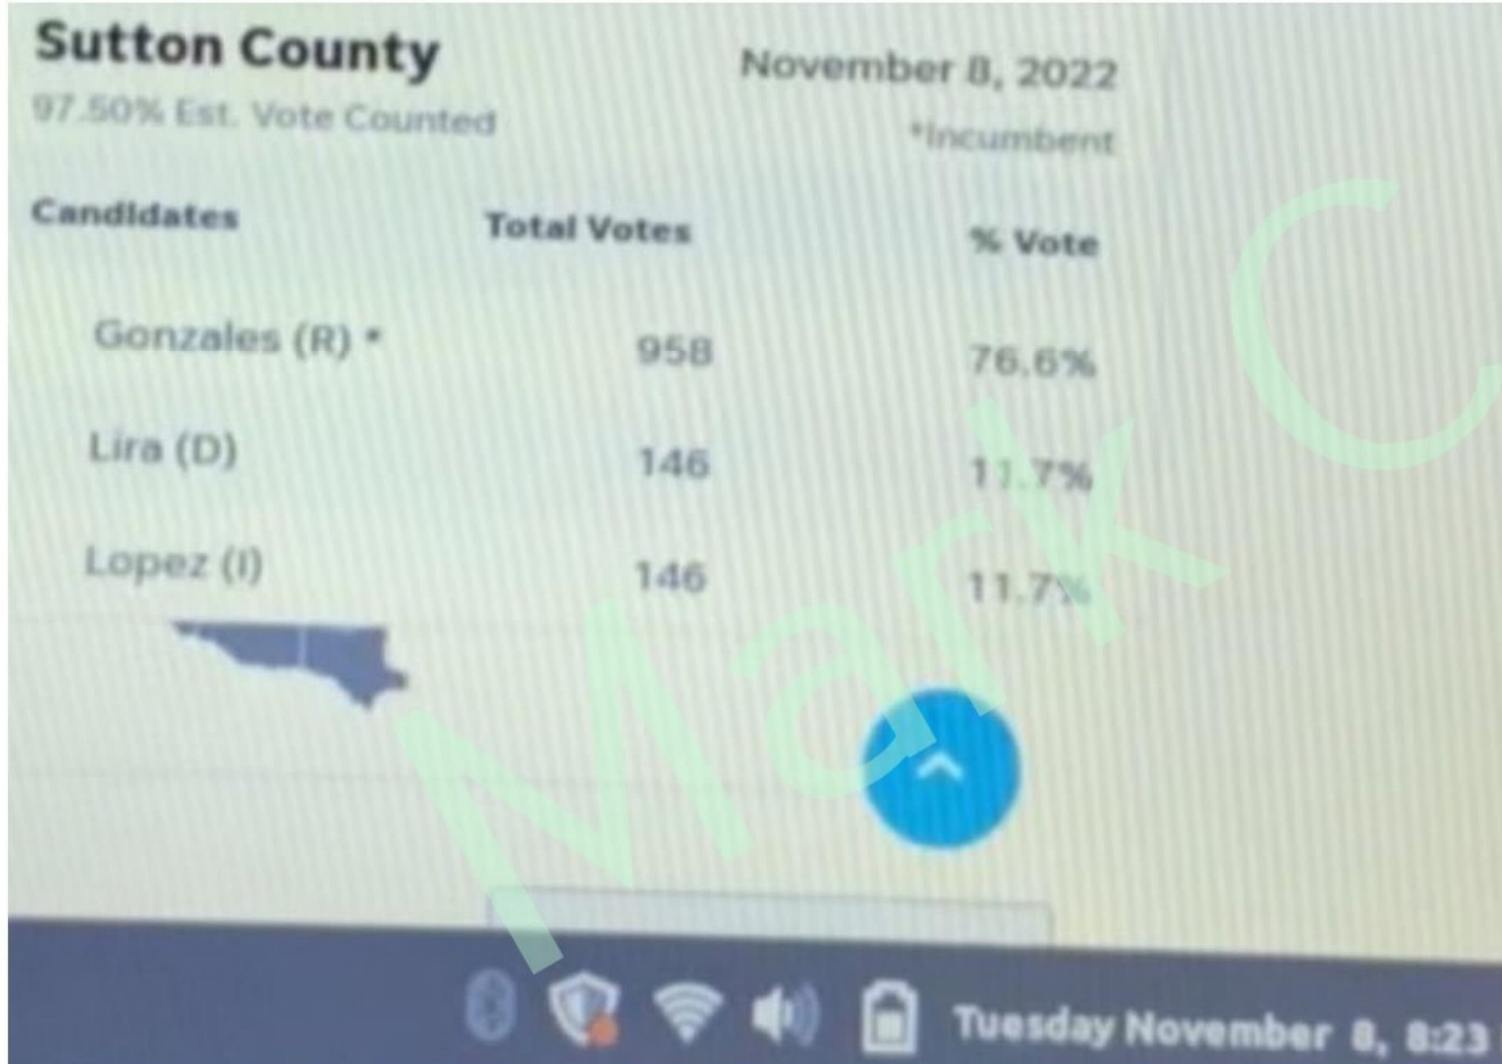 Sutton County
November 8, 2022
97.50% Est. Vote Counted
*Incumbent
Candidates Total Votes % Vote
Gonzales (R) * 958 76.6%
Lira (D) 146 11.7%
Lopez (I) 146 11.7%
Mark C
Tuesday November 8, 8:23